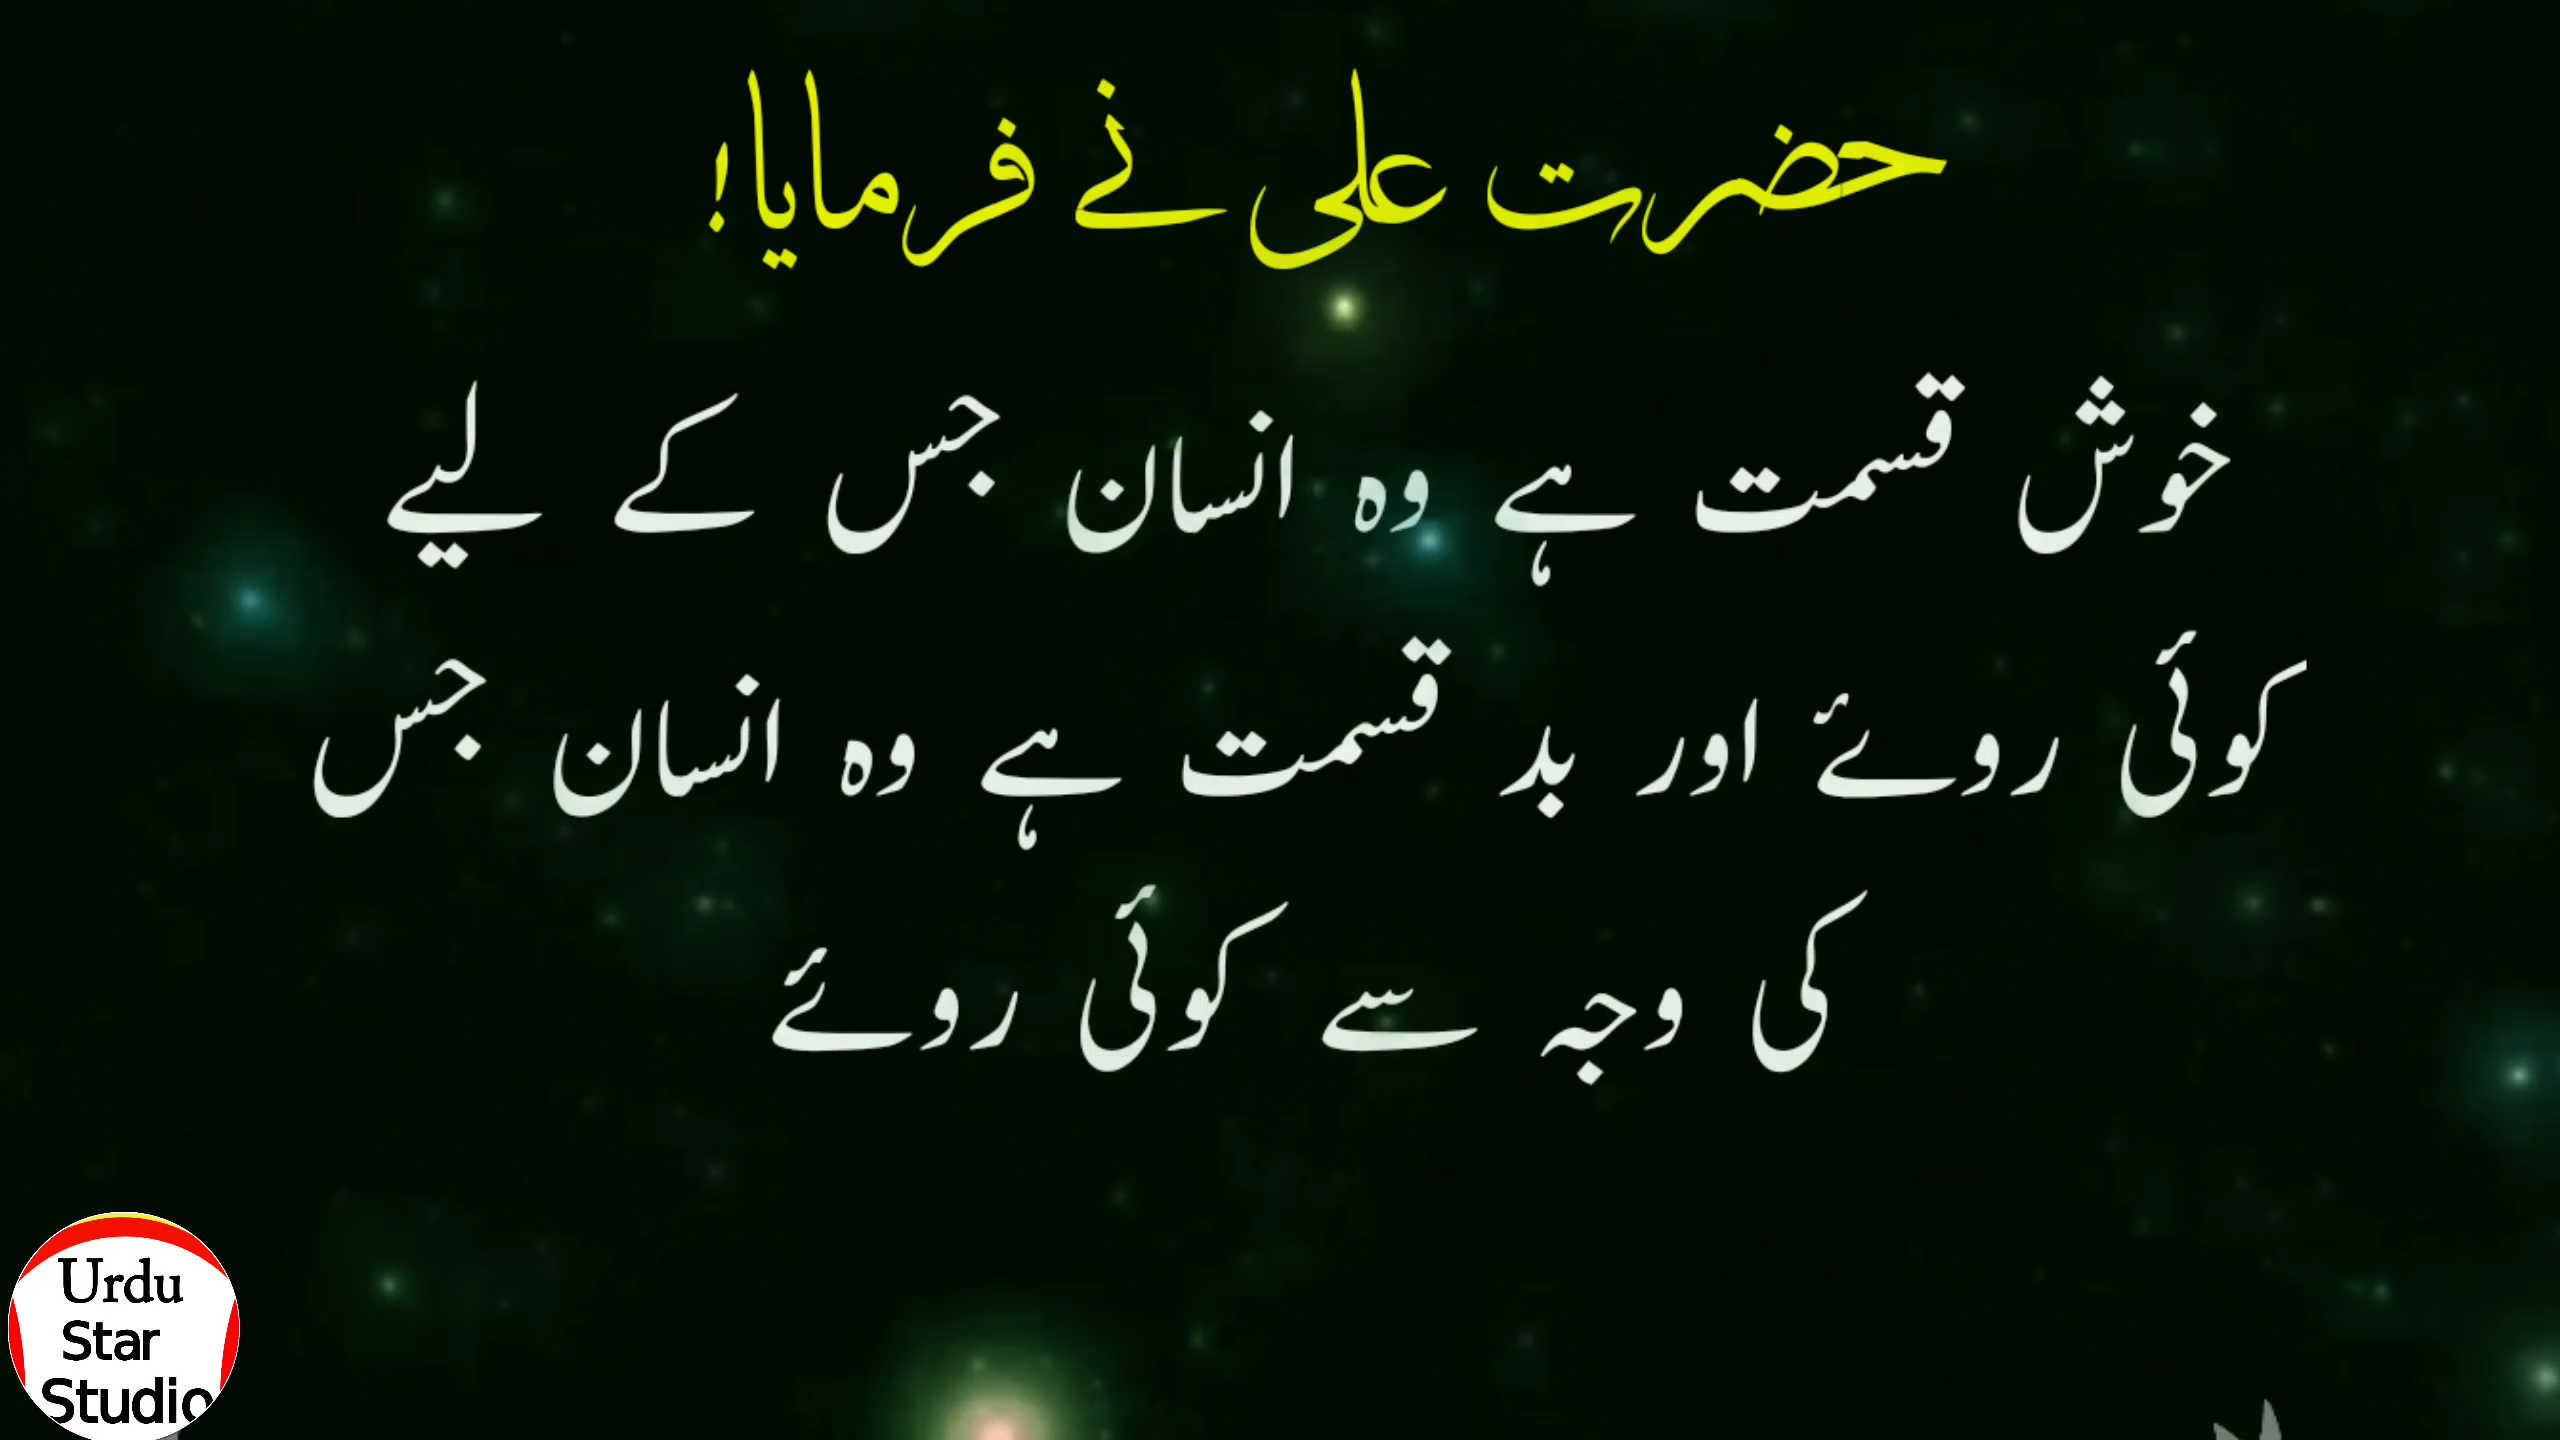 حضرت علی نے فرمایا!
خوش قسمت ہے وہ انسان جس کے لیے
کوئی روئے اور بد قسمت ہے وہ انسان جس
کی وجہ سے کوئی روئے
Urdu
Star
Studio